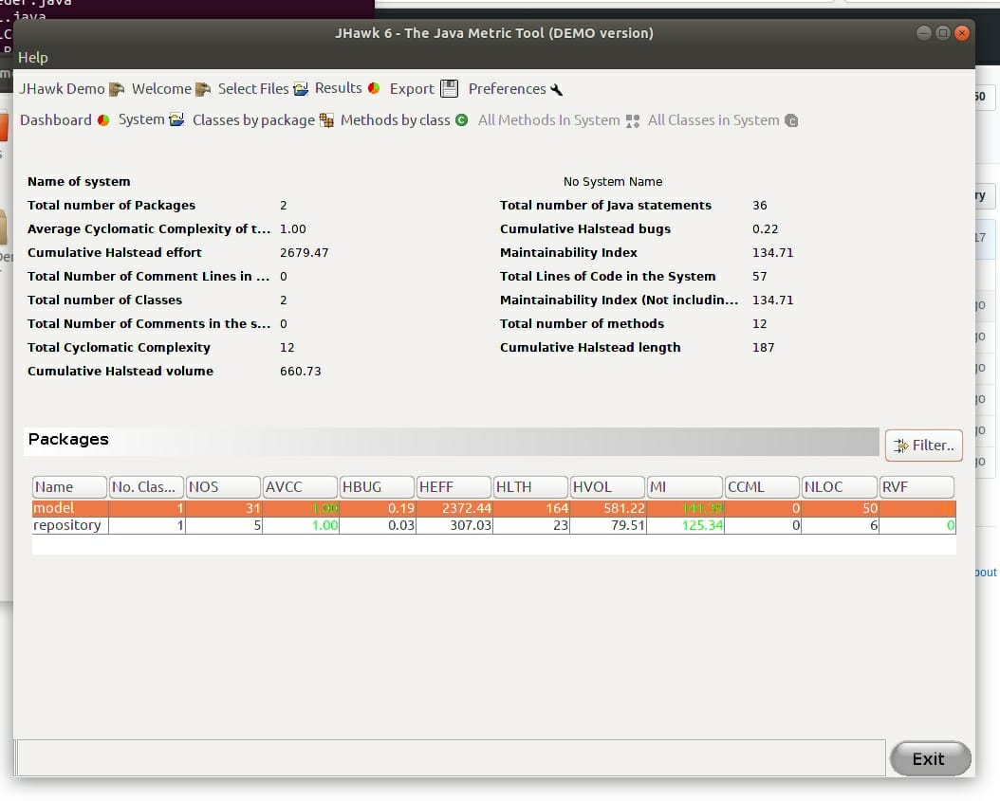 eder.java
.java
JHawk 6 - The Java Metric Tool (DEMO version)
Help
JHawk Demo Welcome Select Files Results Export Preferences
Dashboard System Classes by package Methods by class All Methods In System All Classes in System
Name of system No System Name
Total number of Packages 2 Total number of Java statements 36
Average Cyclomatic Complexity of t... 1.00 Cumulative Halstead bugs 0.22
Cumulative Halstead effort 2679.47 Maintainability Index 134.71
Total Number of Comment Lines in ... 0 Total Lines of Code in the System 57
Total number of Classes 2 Maintainability Index (Not includin... 134.71
Total Number of Comments in the s... 0 Total number of methods 12
Total Cyclomatic Complexity 12 Cumulative Halstead length 187
Cumulative Halstead volume 660.73
Packages Filter..
Name No. Clas... NOS AVCC HBUG HEFF HLTH HVOL MI CCML NLOC RVF
model 1 31 1.00 0.19 2372.44 164 581.22 0 50
repository 1 5 1.00 0.03 307.03 23 79.51 125.34 0 6 0
bout
Exit